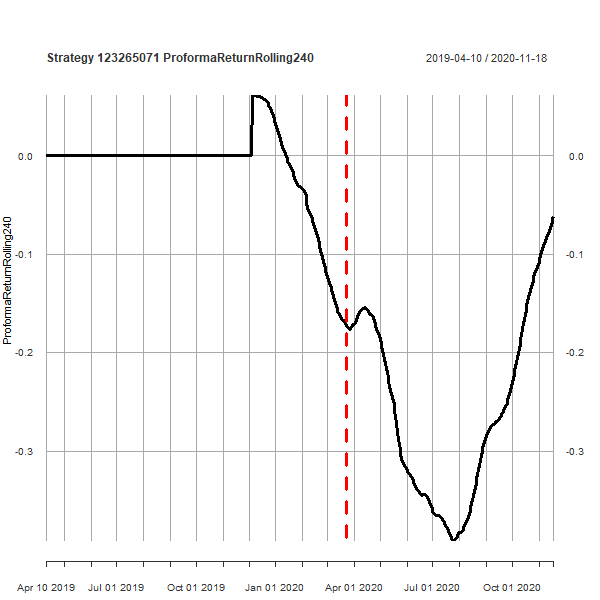 Strategy 123265071 ProformaReturnRolling240
2019-04-10 / 2020-11-18
ProformaReturnRolling240
0.0 0.0
-0.1 -0.1
-0.2 -0.2
-0.3 -0.3
Apr 10 2019 Jul 01 2019 Oct 01 2019 Jan 01 2020 Apr 01 2020 Jul 01 2020 Oct 01 2020